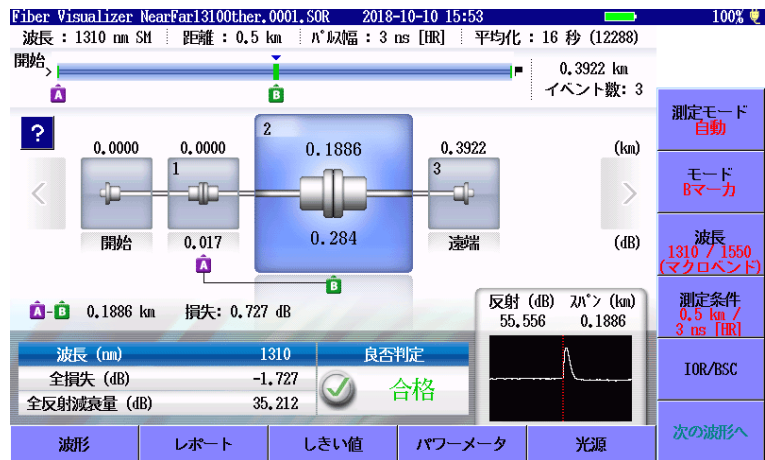 Fiber Visualizer NearFar13100ther.0001.SOR 2018-10-10 15:53 100%
波長 : 1310 nm SM 距離 : 0.5 km パルス幅 : 3 ns [HR] 平均化 : 16 秒 (12288)
開始
0.3922 km
イベント数: 3
A B
?
0.0000 0.0000 2 0.1886 0.3922 (km)
1 3
開始 0.017 0.284 遠端 (dB)
A
B
A-B 0.1886 km 損失: 0.727 dB
反射 (dB) スパン (km)
55.556 0.1886
波長 (nm) 1310 良否判定
全損失 (dB) -1.727 合格
全反射減衰量 (dB) 35.212
波形 レポート しきい値 パワーメータ 光源
測定モード
自動
モード
Bマーカ
波長
1310 / 1550
(マクロベンド)
測定条件
0.5 km /
3 ns [HR]
IOR/BSC
次の波形へ